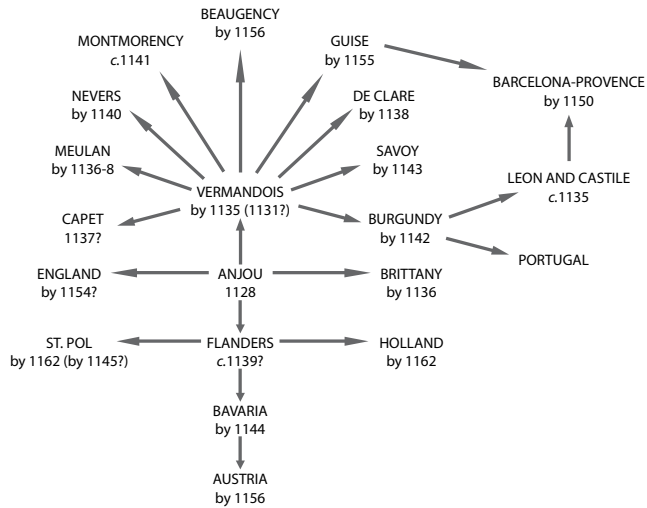 BEAUGENCY
by 1156
MONTMORENCY
c.1141
GUISE
by 1155
BARCELONA-PROVENCE
by 1150
NEVERS
by 1140
DE CLARE
by 1138
MEULAN
by 1136-8
SAVOY
by 1143
VERMANDOIS
by 1135 (1131?)
LEON AND CASTILE
c.1135
CAPET
1137?
BURGUNDY
by 1142
PORTUGAL
ENGLAND
by 1154?
ANJOU
1128
BRITTANY
by 1136
ST. POL
by 1162 (by 1145?)
FLANDERS
c.1139?
HOLLAND
by 1162
BAVARIA
by 1144
AUSTRIA
by 1156